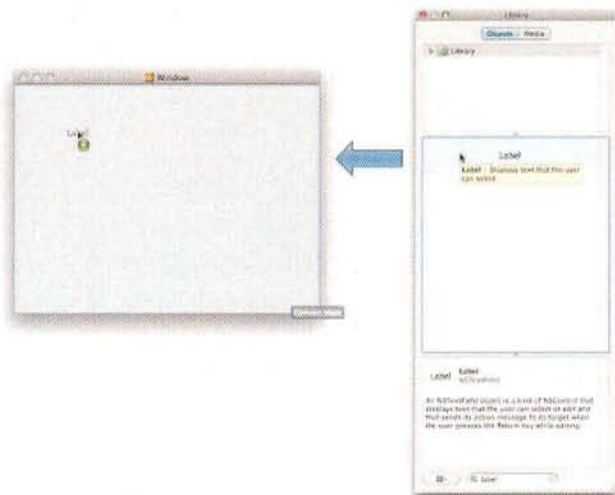 Library
Objects Media
Library
Window
Label
Label
Label - Displays text that the user
can select
Content View
Label Label
NSTextField
An NSTextField object is a kind of NSControl that
displays text that the user can select or edit and
that sends its action message to its target when
the user presses the Return key while editing.
Label